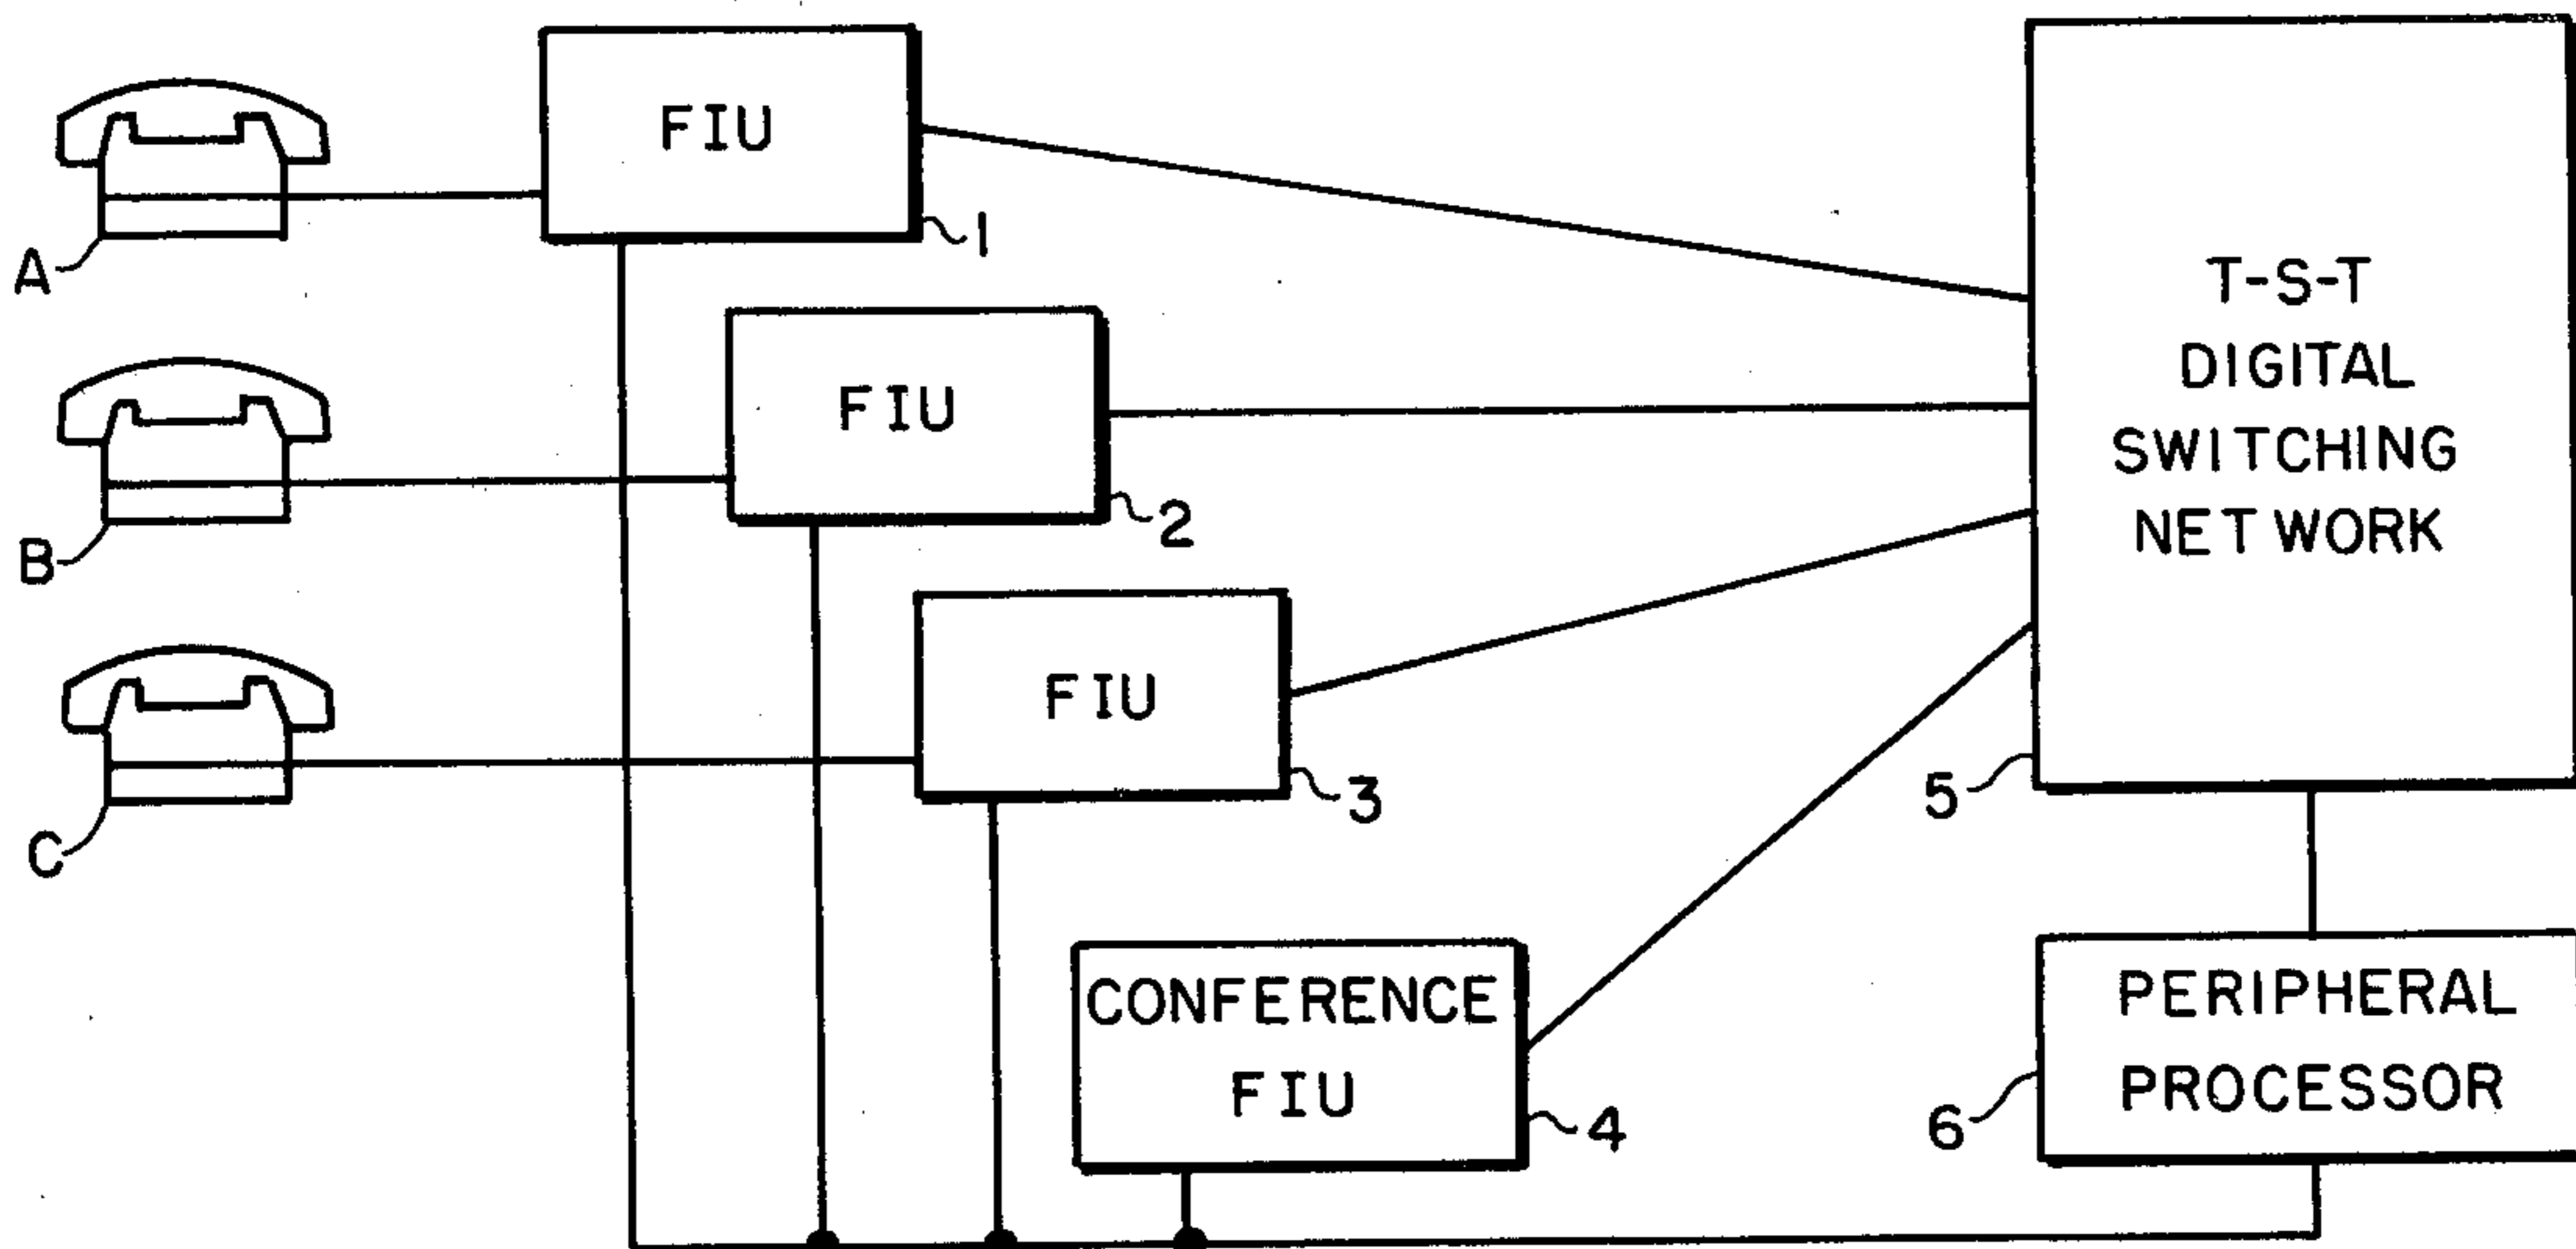 A
FIU
1
B
FIU
2
C
FIU
3
CONFERENCE
FIU
4
T-S-T
DIGITAL
SWITCHING
NETWORK
5
PERIPHERAL
PROCESSOR
6